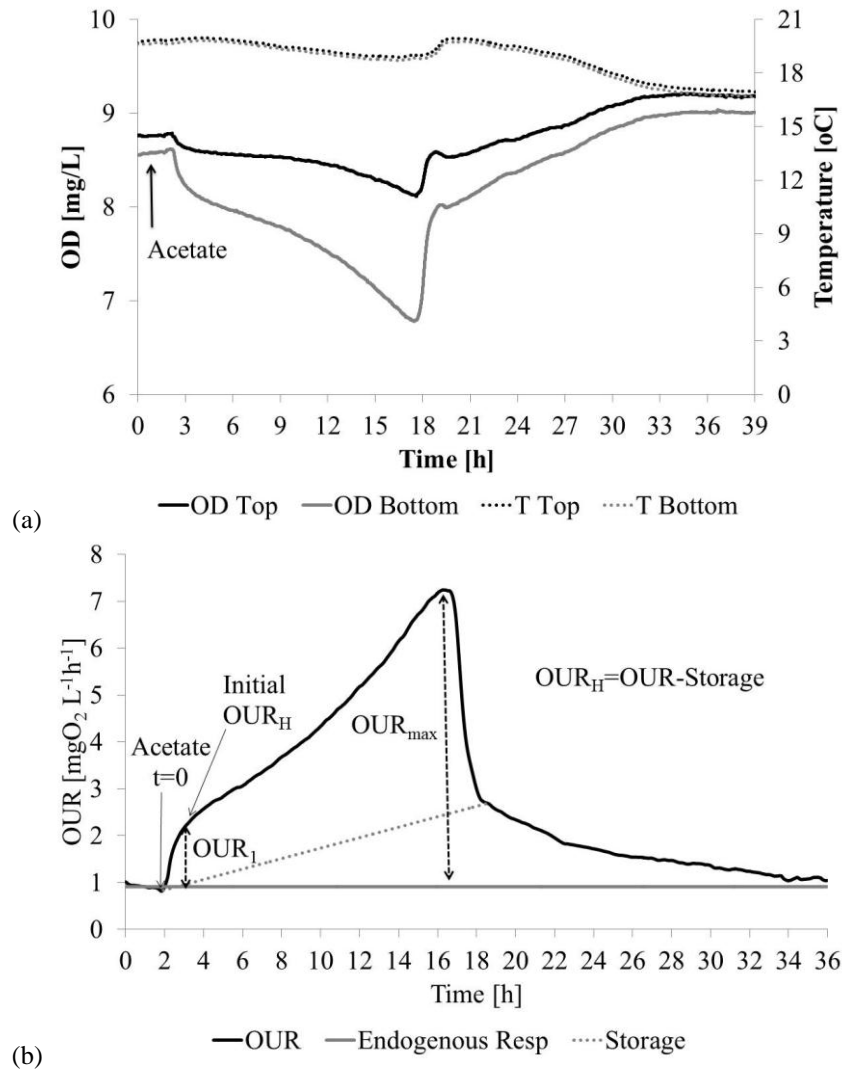 10
9
8
7
6
OD [mg/L]
Acetate
21
18
15
12
9
6
3
0
Temperature [oC]
0 3 6 9 12 15 18 21 24 27 30 33 36 39
Time [h]
OD Top OD Bottom T Top T Bottom
(a)
8
7
6
5
4
3
2
1
0
OUR [mgO₂ L⁻¹h⁻¹]
Initial
OUR_H
Acetate
t=0
OUR₁
OUR_max
OUR_H=OUR-Storage
0 2 4 6 8 10 12 14 16 18 20 22 24 26 28 30 32 34 36
Time [h]
OUR Endogenous Resp Storage
(b)